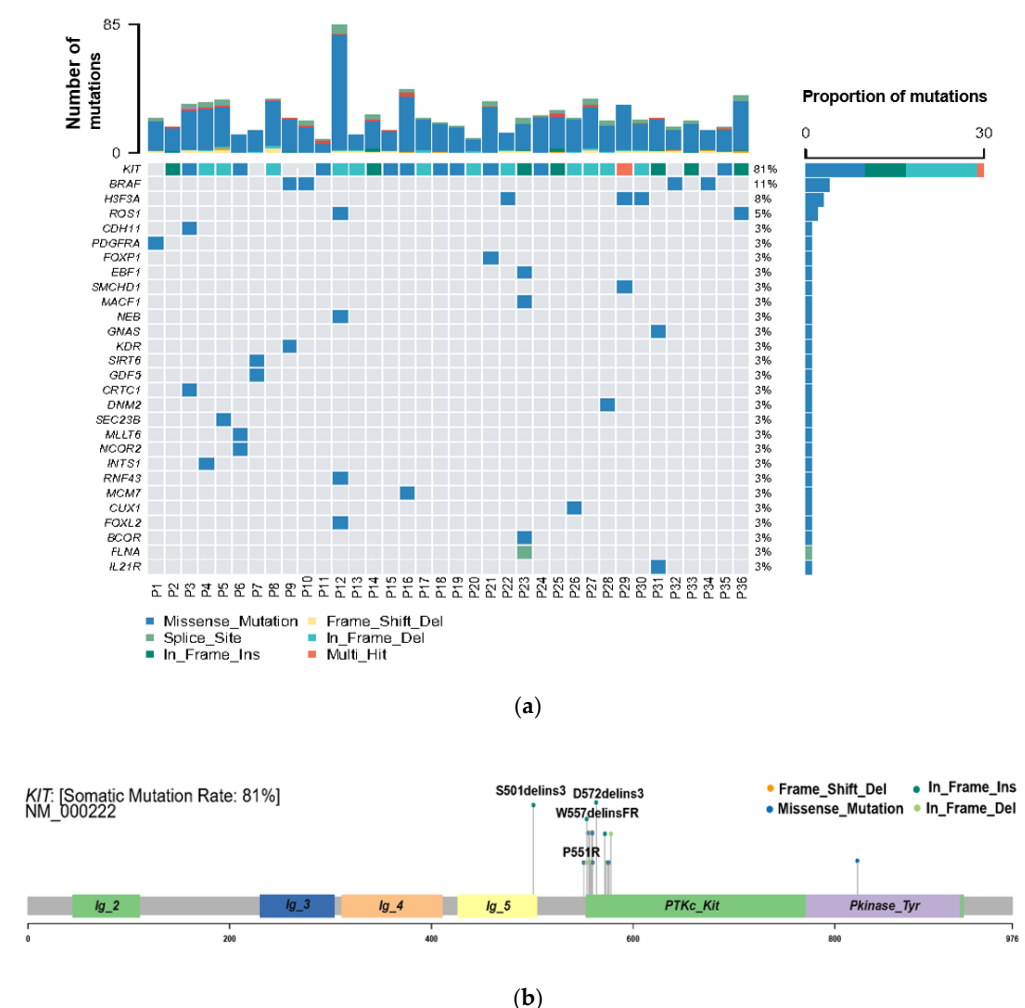 (a)
85
Number of
mutations
0
Proportion of mutations
0 30
KIT 81%
BRAF 11%
H3F3A 8%
ROS1 5%
CDH11 3%
PDGFRA 3%
FOXP1 3%
EBF1 3%
SMCHD1 3%
MACF1 3%
NEB 3%
GNAS 3%
KDR 3%
SIRT6 3%
GDF5 3%
CRTC1 3%
DNM2 3%
SEC23B 3%
MLLT6 3%
NCOR2 3%
INTS1 3%
RNF43 3%
MCM7 3%
CUX1 3%
FOXL2 3%
BCOR 3%
FLNA 3%
IL21R 3%
P1 P2 P3 P4 P5 P6 P7 P8 P9 P10 P11 P12 P13 P14 P15 P16 P17 P18 P19 P20 P21 P22 P23 P24 P25 P26 P27 P28 P29 P30 P31 P32 P33 P34 P35 P36
Missense_Mutation Frame_Shift_Del
Splice_Site In_Frame_Del
In_Frame_Ins Multi_Hit
(a)
KIT: [Somatic Mutation Rate: 81%]
NM_000222
S501delins3 D572delins3
W557delinsFR
P551R
Frame_Shift_Del In_Frame_Ins
Missense_Mutation In_Frame_Del
Ig_2 Ig_3 Ig_4 Ig_5 PTKc_Kit Pkinase_Tyr
0 200 400 600 800 976
(b)